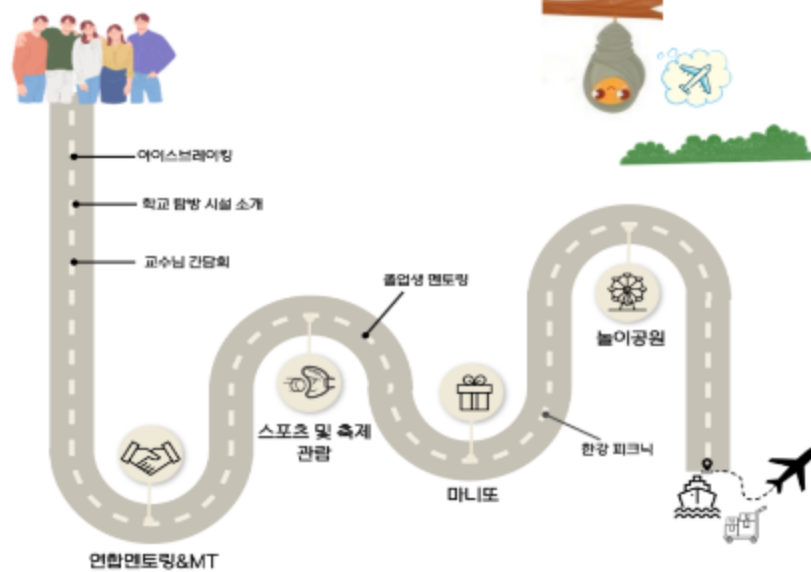 아이스브레이킹
학교 탐방 시설 소개
교수님 간담회
연합멘토링&MT
스포츠 및 축제
관람
졸업생 멘토링
마니또
한강 피크닉
놀이공원